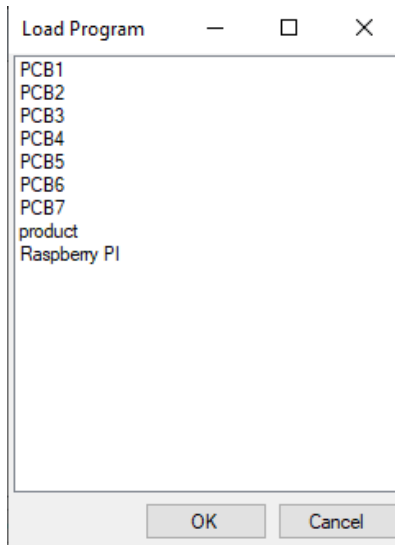 Load Program
PCB1
PCB2
PCB3
PCB4
PCB5
PCB6
PCB7
product
Raspberry PI
OK Cancel